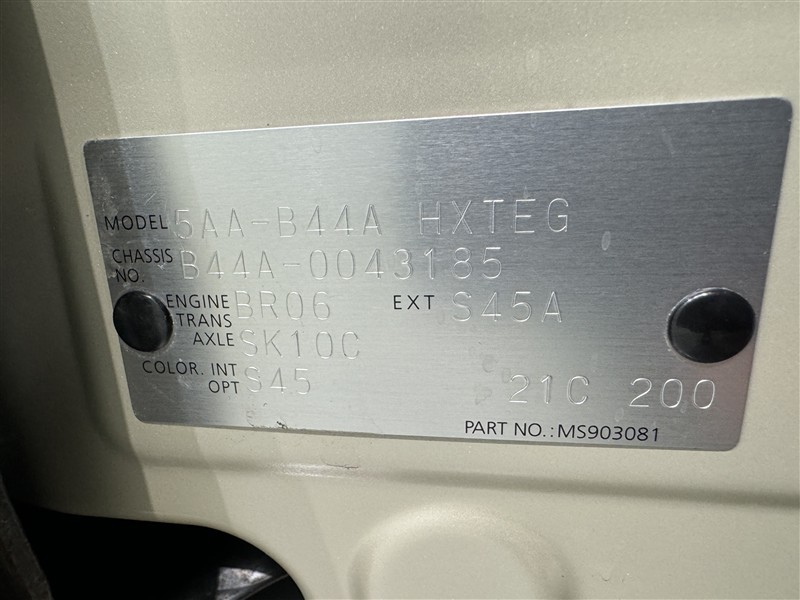 MODEL 5AA-B44A HXTEG
CHASSIS NO. B44A-0043185
ENGINE BR06 EXT S45A
TRANS AXLE SK10C
COLOR. INT OPT S45 21C 200
PART NO.:MS903081